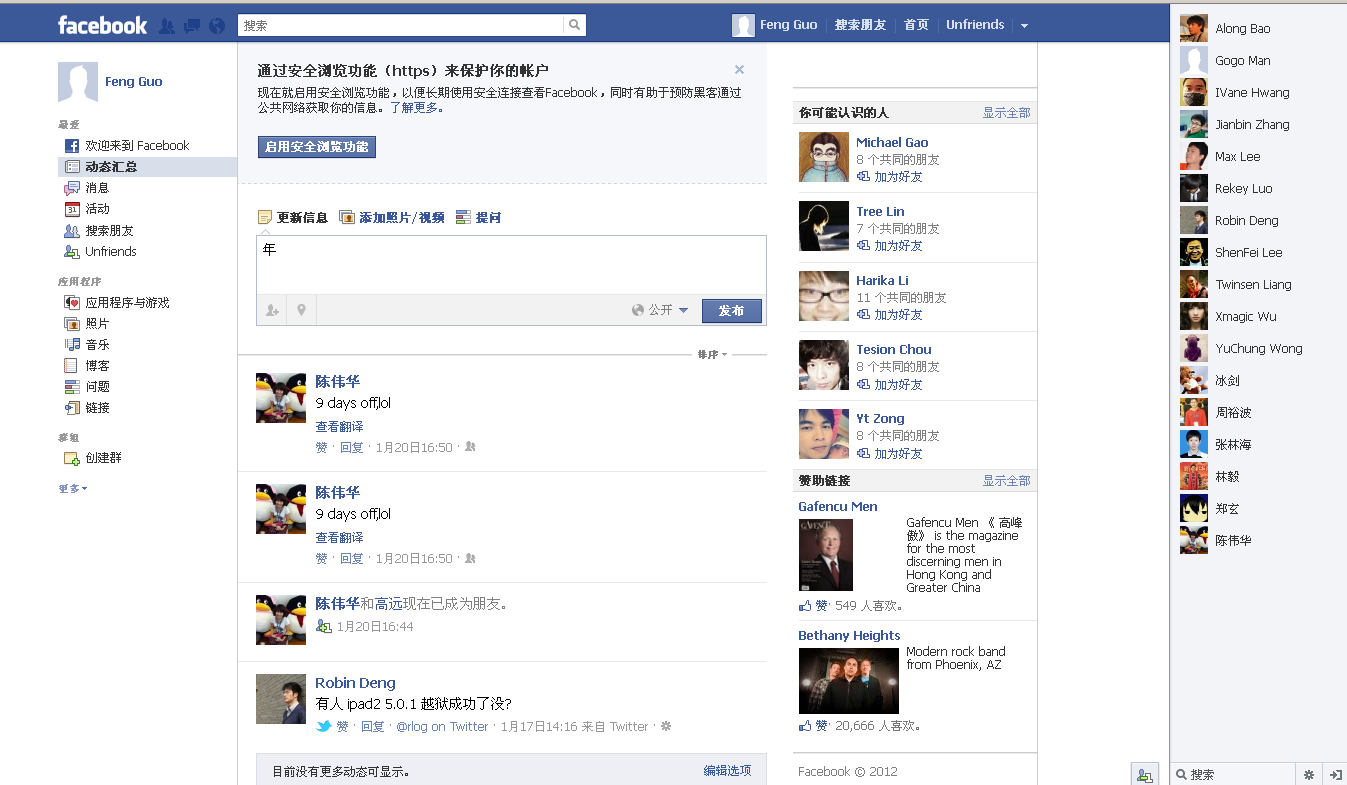 facebook
搜索
Feng Guo
搜索朋友
首页
Unfriends
Feng Guo
最爱
欢迎来到 Facebook
动态汇总
消息
31
活动
搜索朋友
Unfriends
应用程序
应用程序与游戏
照片
音乐
博客
问题
链接
群组
创建群
更多
通过安全浏览功能（https）来保护你的帐户
现在就启用安全浏览功能，以便长期使用安全连接查看Facebook，同时有助于预防黑客通过
公共网络获取你的信息。了解更多。
启用安全浏览功能
更新信息
添加照片/视频
提问
年
公开
发布
排序
陈伟华
9 days off,lol
查看翻译
赞 · 回复 · 1月20日16:50 ·
陈伟华
9 days off,lol
查看翻译
赞 · 回复 · 1月20日16:50 ·
陈伟华和高远现在已成为朋友。
1月20日16:44
Robin Deng
有人 ipad2 5.0.1 越狱成功了没?
赞 · 回复 · @rlog on Twitter · 1月17日14:16 来自 Twitter ·
目前没有更多动态可显示。
编辑选项
你可能认识的人
显示全部
Michael Gao
8 个共同的朋友
加为好友
Tree Lin
7 个共同的朋友
加为好友
Harika Li
11 个共同的朋友
加为好友
Tesion Chou
8 个共同的朋友
加为好友
Yt Zong
8 个共同的朋友
加为好友
赞助链接
显示全部
Gafencu Men
Gafencu Men 《 高峰
傲》 is the magazine
for the most
discerning men in
Hong Kong and
Greater China
赞· 549 人喜欢。
Bethany Heights
Modern rock band
from Phoenix, AZ
赞· 20,666 人喜欢。
Facebook © 2012
Along Bao
Gogo Man
IVane Hwang
Jianbin Zhang
Max Lee
Rekey Luo
Robin Deng
ShenFei Lee
Twinsen Liang
Xmagic Wu
YuChung Wong
冰剑
周裕波
张林海
林毅
郑玄
陈伟华
搜索